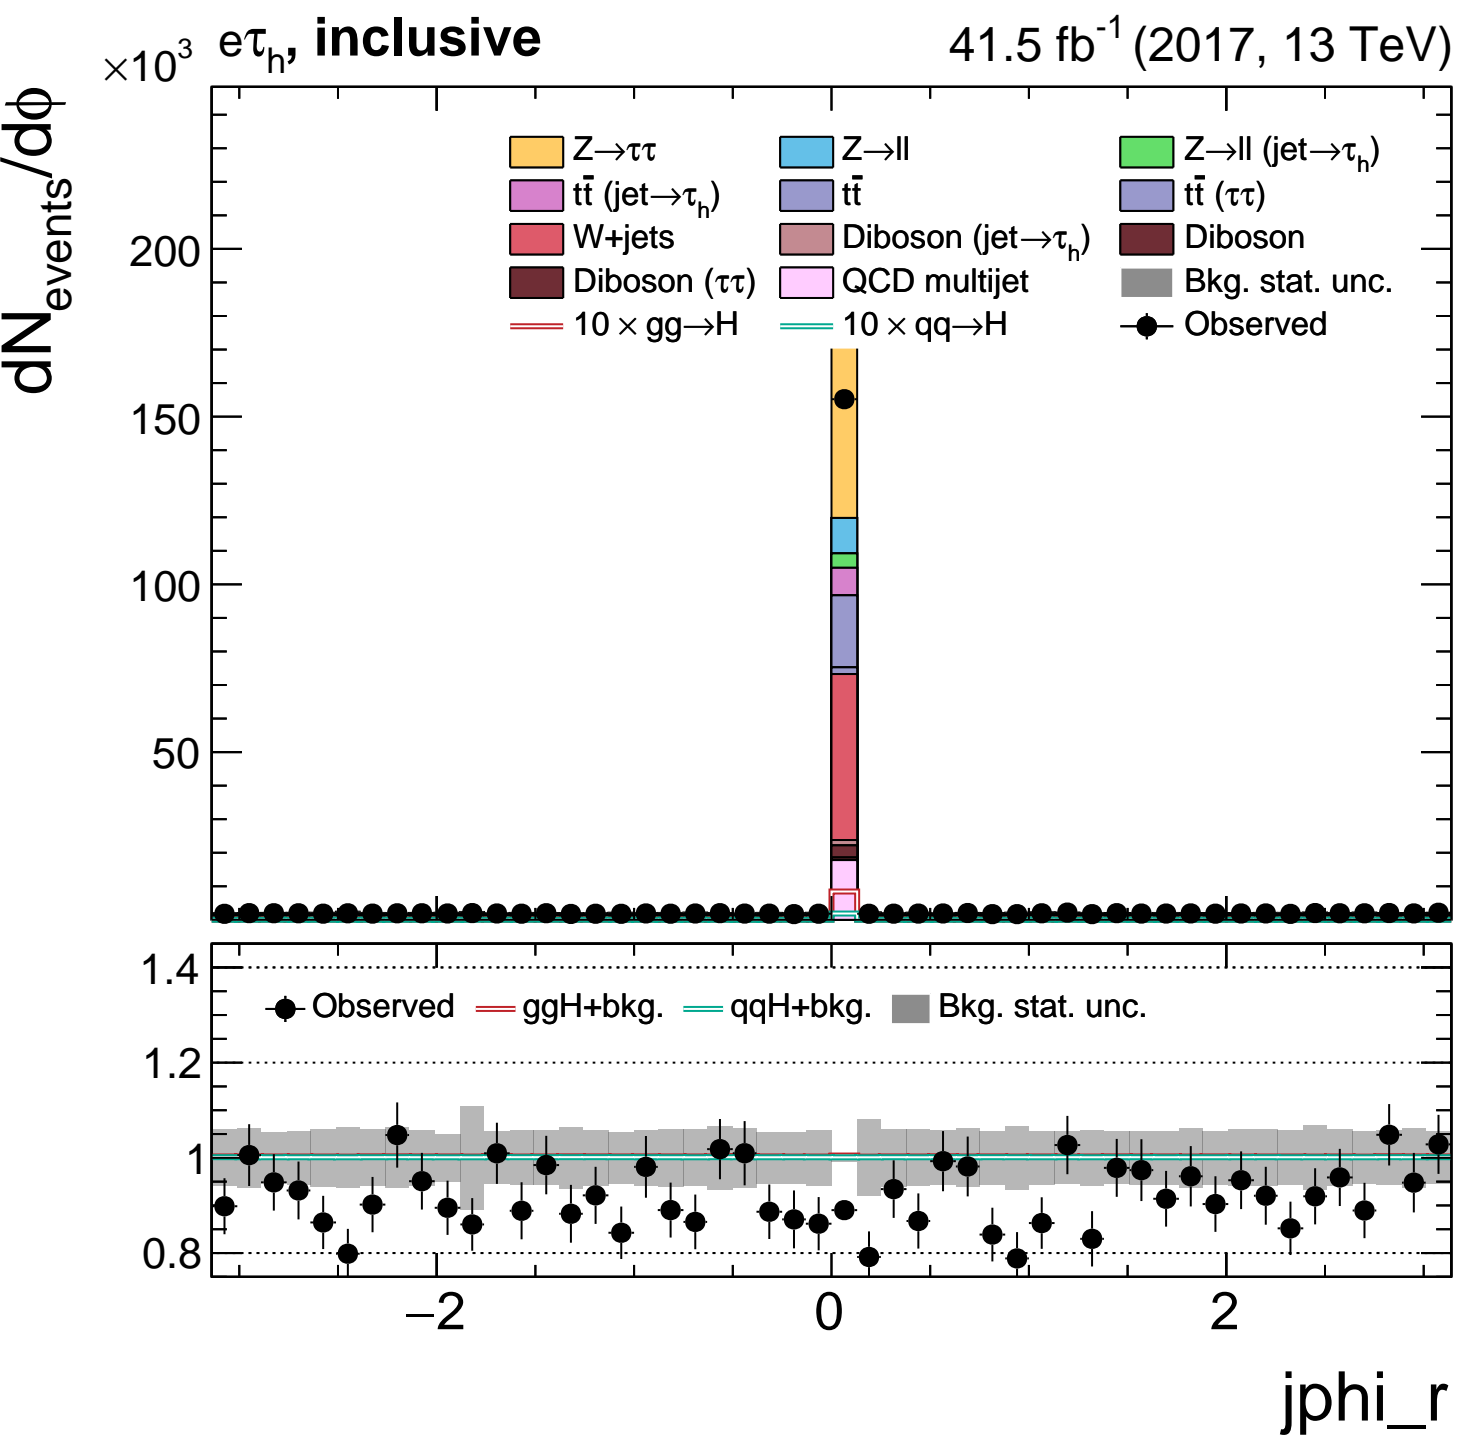 ×10³ eτₕ, inclusive 41.5 fb⁻¹ (2017, 13 TeV)
dN_events/dϕ
Z→ττ Z→ll Z→ll (jet→τₕ)
tt̄ (jet→τₕ) tt̄ tt̄ (ττ)
W+jets Diboson (jet→τₕ) Diboson
Diboson (ττ) QCD multijet Bkg. stat. unc.
10 × gg→H 10 × qq→H Observed
200
150
100
50
1.4
Observed ggH+bkg. qqH+bkg. Bkg. stat. unc.
1.2
1
0.8
−2 0 2
jphi_r